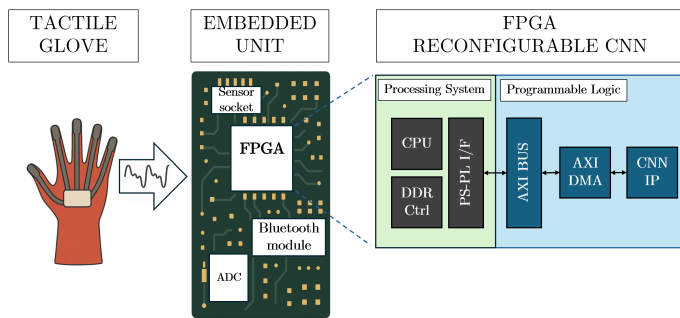 TACTILE
GLOVE
EMBEDDED
UNIT
FPGA
RECONFIGURABLE CNN
Sensor
socket
FPGA
Bluetooth
module
ADC
Processing System
Programmable Logic
CPU
DDR
Ctrl
PS-PL I/F
AXI BUS
AXI
DMA
CNN
IP